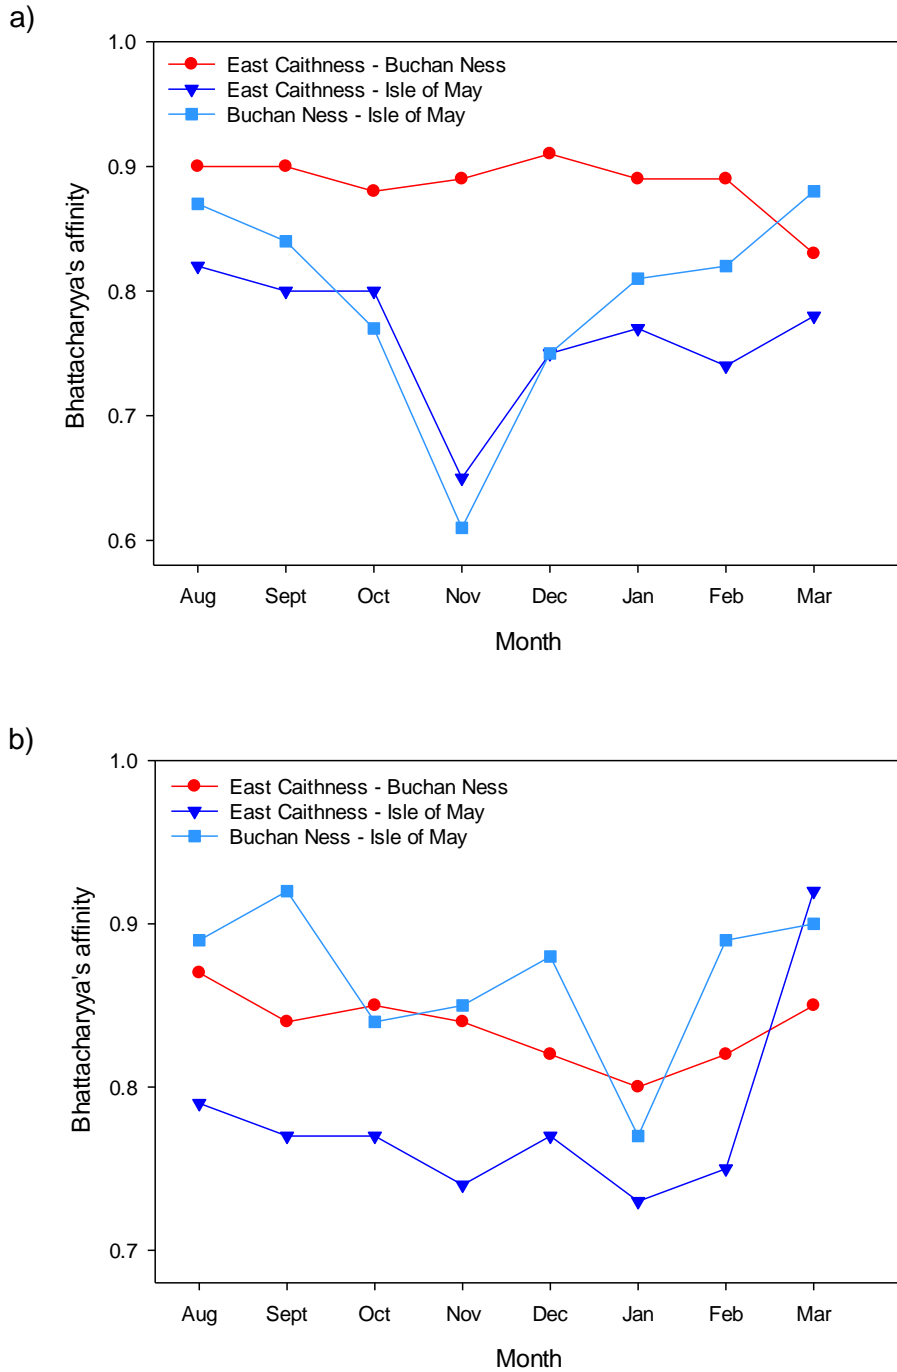 a)
1.0
East Caithness - Buchan Ness
East Caithness - Isle of May
Buchan Ness - Isle of May
0.9
0.8
0.7
0.6
Bhattacharyya's affinity
Aug Sept Oct Nov Dec Jan Feb Mar
Month
b)
1.0
East Caithness - Buchan Ness
East Caithness - Isle of May
Buchan Ness - Isle of May
0.9
0.8
0.7
Bhattacharyya's affinity
Aug Sept Oct Nov Dec Jan Feb Mar
Month